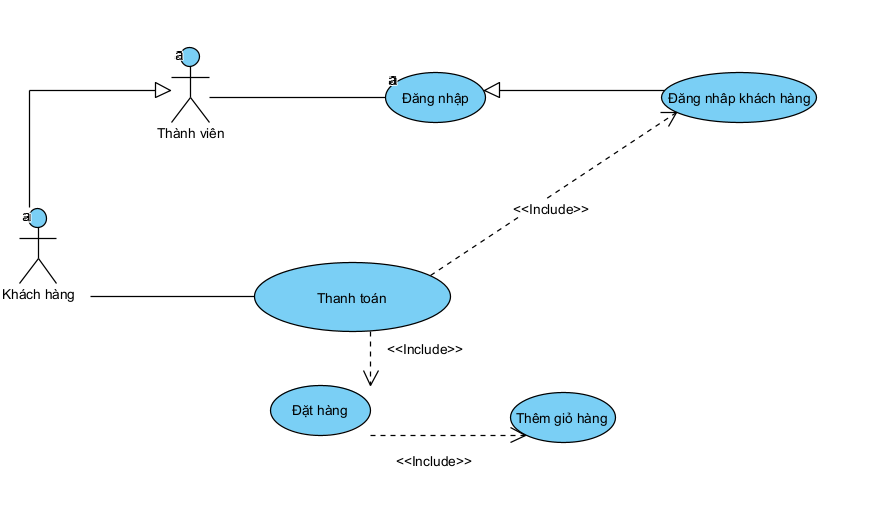 a
Thành viên
a
Đăng nhập
Đăng nhâp khách hàng
<<Include>>
a
Khách hàng
Thanh toán
<<Include>>
Đặt hàng
Thêm giỏ hàng
<<Include>>